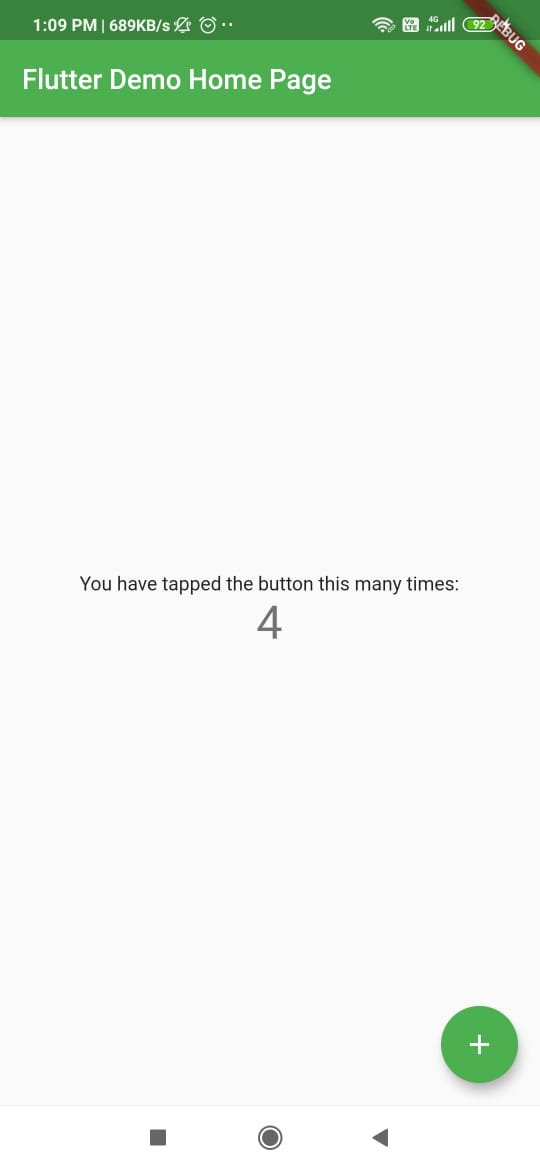 1:09 PM | 689KB/s
Vo LTE
4G
92
DEBUG
Flutter Demo Home Page
You have tapped the button this many times:
4
+